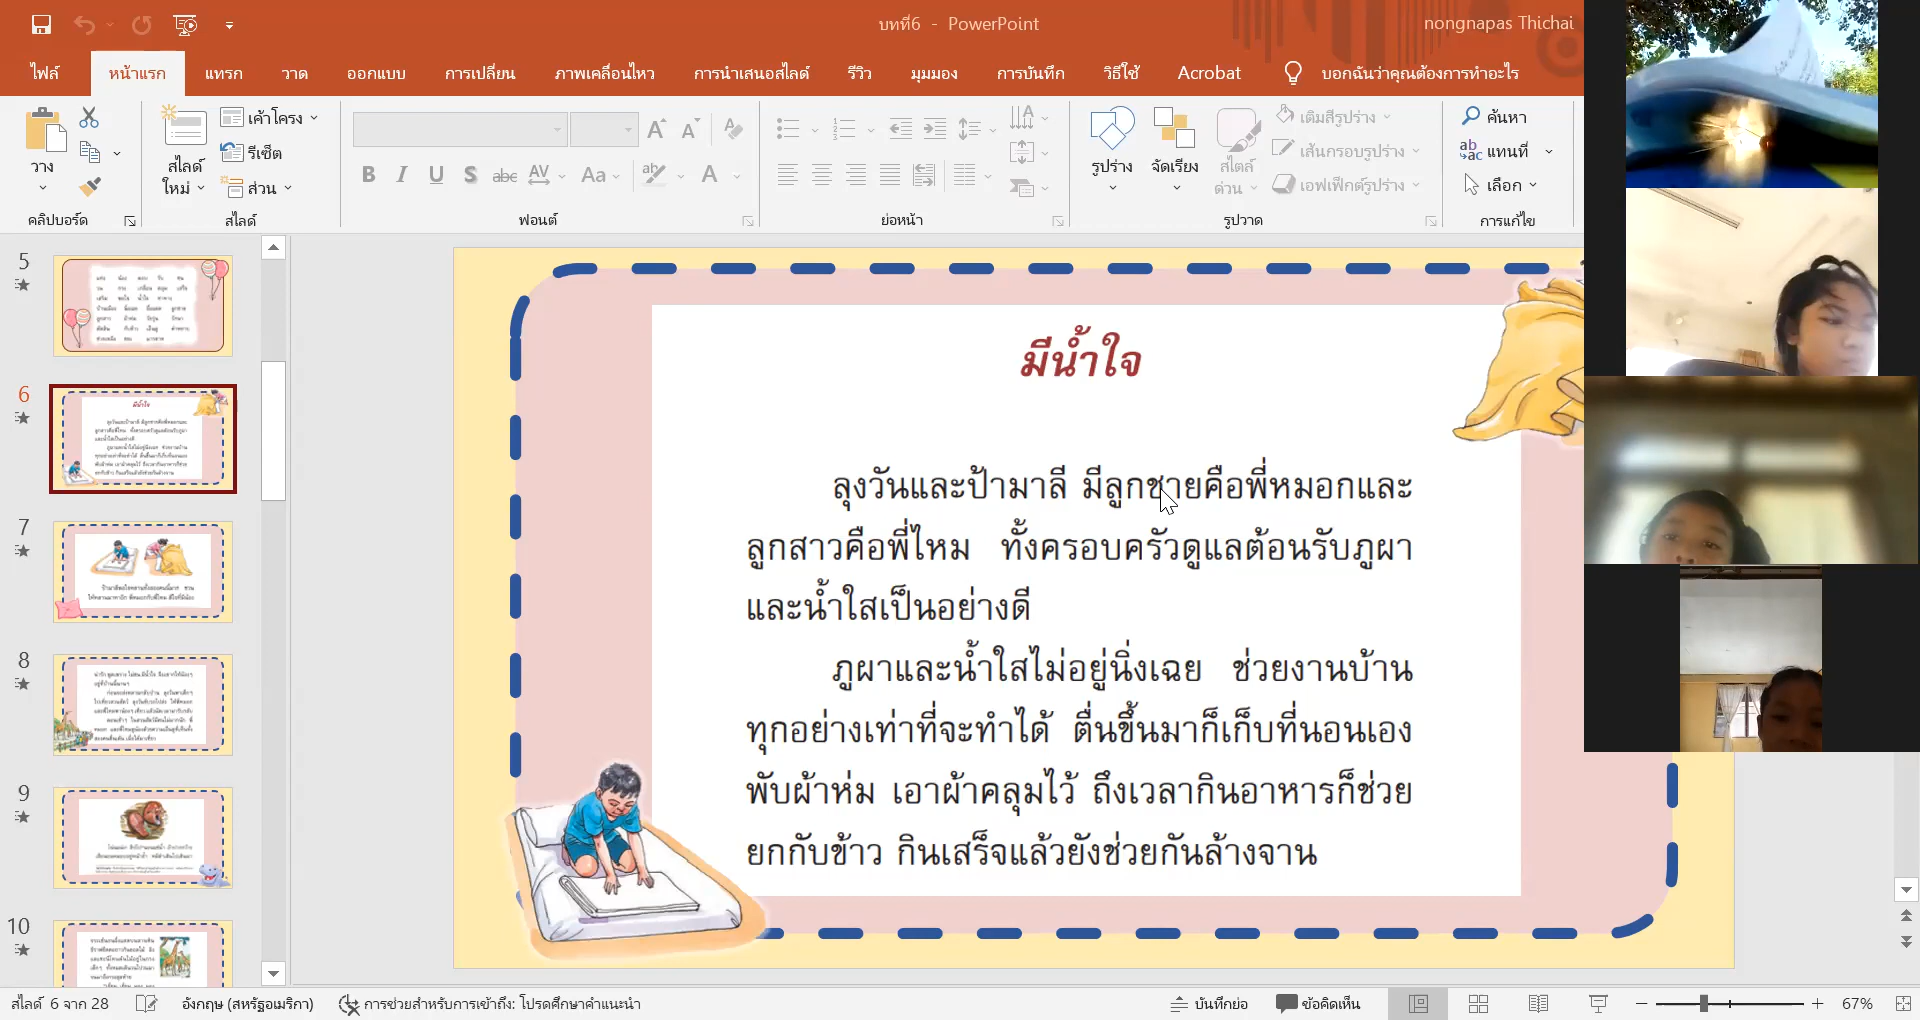 บทที่6 - PowerPoint
nongnapas Thichai
ไฟล์ หน้าแรก แทรก วาด ออกแบบ การเปลี่ยน ภาพเคลื่อนไหว การนำเสนอสไลด์ รีวิว มุมมอง การบันทึก วิธีใช้ Acrobat บอกฉันว่าคุณต้องการทำอะไร
วาง
สไลด์ใหม่
เค้าโครง
รีเซ็ต
ส่วน
B I U S abc AV Aa A
รูปร่าง
จัดเรียง
สไตล์ด่วน
เติมสีรูปร่าง
เส้นกรอบรูปร่าง
เอฟเฟ็กต์รูปร่าง
ค้นหา
แทนที่
เลือก
คลิปบอร์ด สไลด์ ฟอนต์ ย่อหน้า รูปวาด การแก้ไข
5
6
7
8
9
10
มีน้ำใจ
ลุงวันและป้ามาลี มีลูกชายคือพี่หมอกและ
ลูกสาวคือพี่ไหม ทั้งครอบครัวดูแลต้อนรับภูผา
และน้ำใสเป็นอย่างดี
ภูผาและน้ำใสไม่อยู่นิ่งเฉย ช่วยงานบ้าน
ทุกอย่างเท่าที่จะทำได้ ตื่นขึ้นมาก็เก็บที่นอนเอง
พับผ้าห่ม เอาผ้าคลุมไว้ ถึงเวลากินอาหารก็ช่วย
ยกกับข้าว กินเสร็จแล้วยังช่วยกันล้างจาน
สไลด์ 6 จาก 28 อังกฤษ (สหรัฐอเมริกา) การช่วยสำหรับการเข้าถึง: โปรดศึกษาคำแนะนำ บันทึกย่อ ข้อคิดเห็น 67%